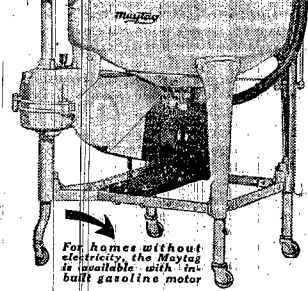 Maytag
For homes without
electricity, the Maytag
is available with in-
built gasoline motor